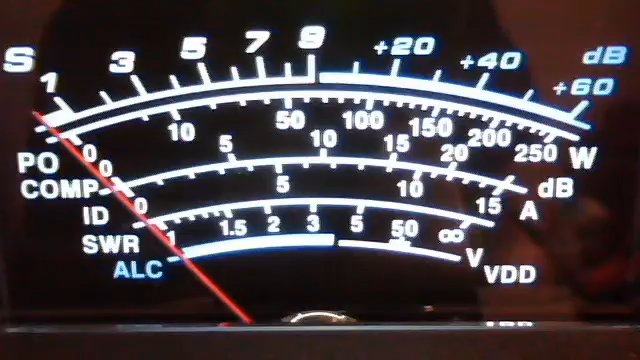 S 1 3 5 7 9 +20 +40 +60 dB
PO 0 10 50 100 150 200 250 W
COMP 0 5 10 15 20 dB
ID 0 5 10 15 A
SWR 1 1.5 2 3 5 50 ∞
ALC V VDD